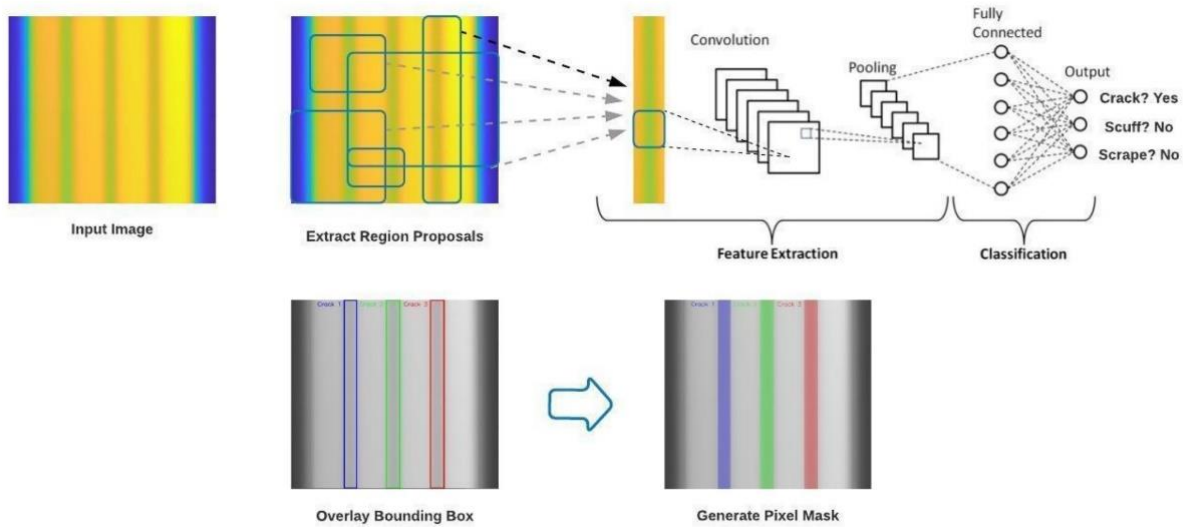 Fully
Connected
Convolution
Pooling
Output
Crack? Yes
Scuff? No
Scrape? No
Input Image
Extract Region Proposals
Feature Extraction
Classification
Crack 1
Crack 3
Crack 1
Crack 3
Overlay Bounding Box
Generate Pixel Mask